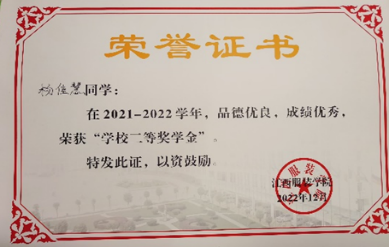 荣誉证书
杨佳慧同学：
在2021-2022学年，品德优良，成绩优秀，
荣获“学校二等奖学金”。
特发此证，以资鼓励。
江西服装学院
2022年12月